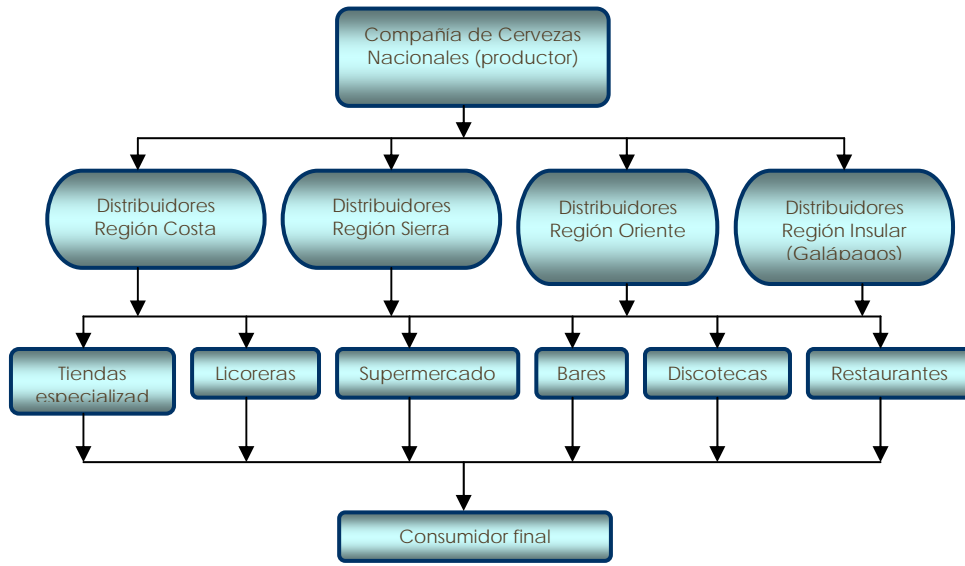 Compañía de Cervezas
Nacionales (productor)
Distribuidores
Región Costa
Distribuidores
Región Sierra
Distribuidores
Región Oriente
Distribuidores
Región Insular
(Galápagos)
Tiendas
especializad
Licoreras
Supermercado
Bares
Discotecas
Restaurantes
Consumidor final